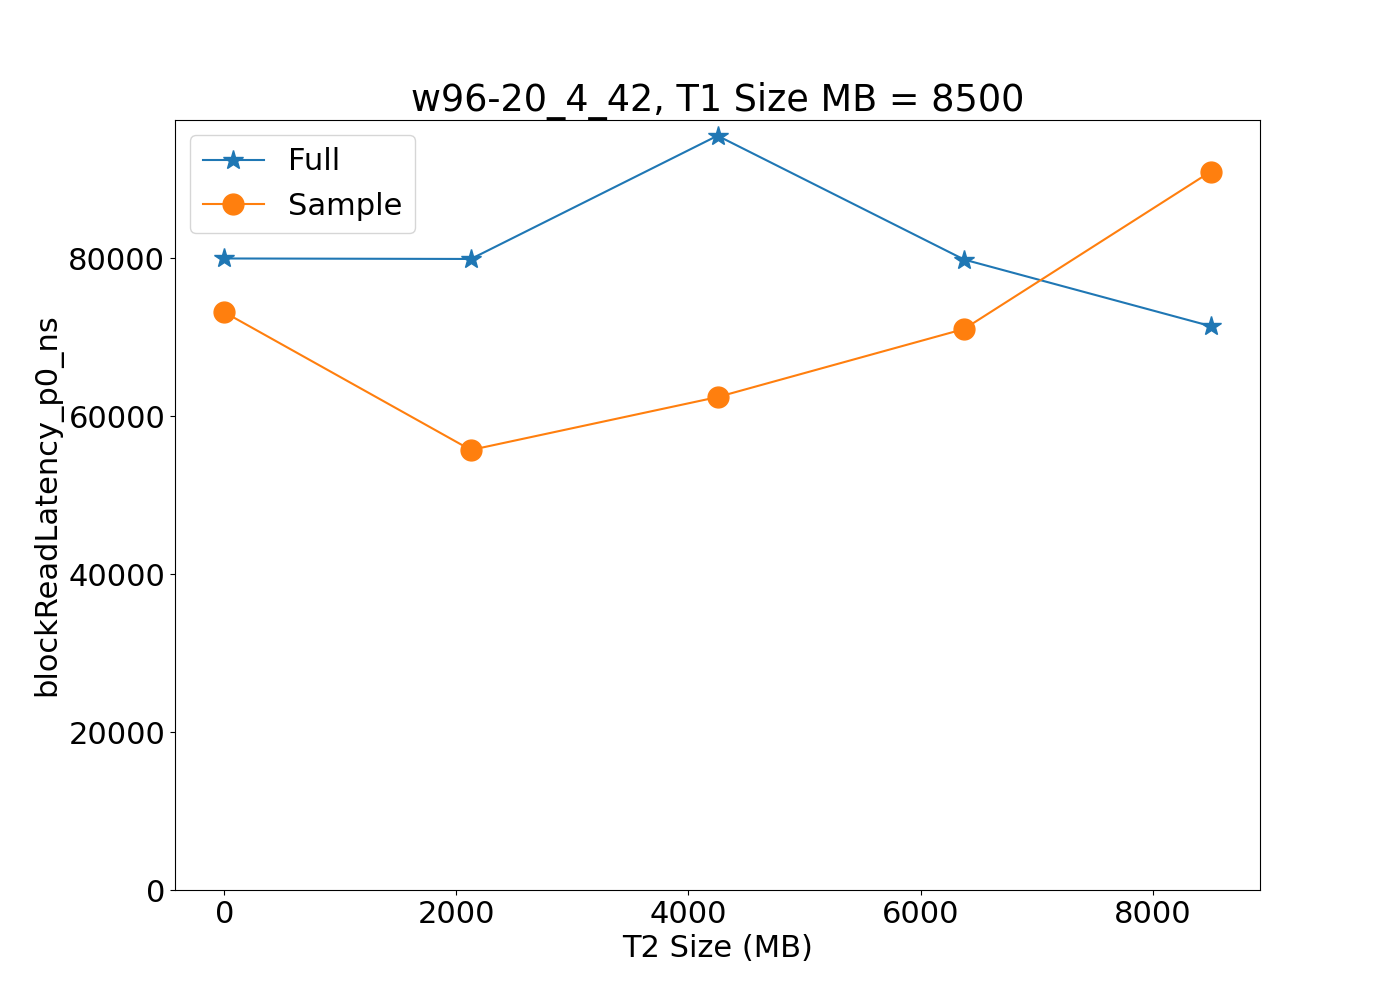 w96-20_4_42, T1 Size MB = 8500
Full
Sample
80000
60000
40000
20000
0
blockReadLatency_p0_ns
0 2000 4000 6000 8000
T2 Size (MB)